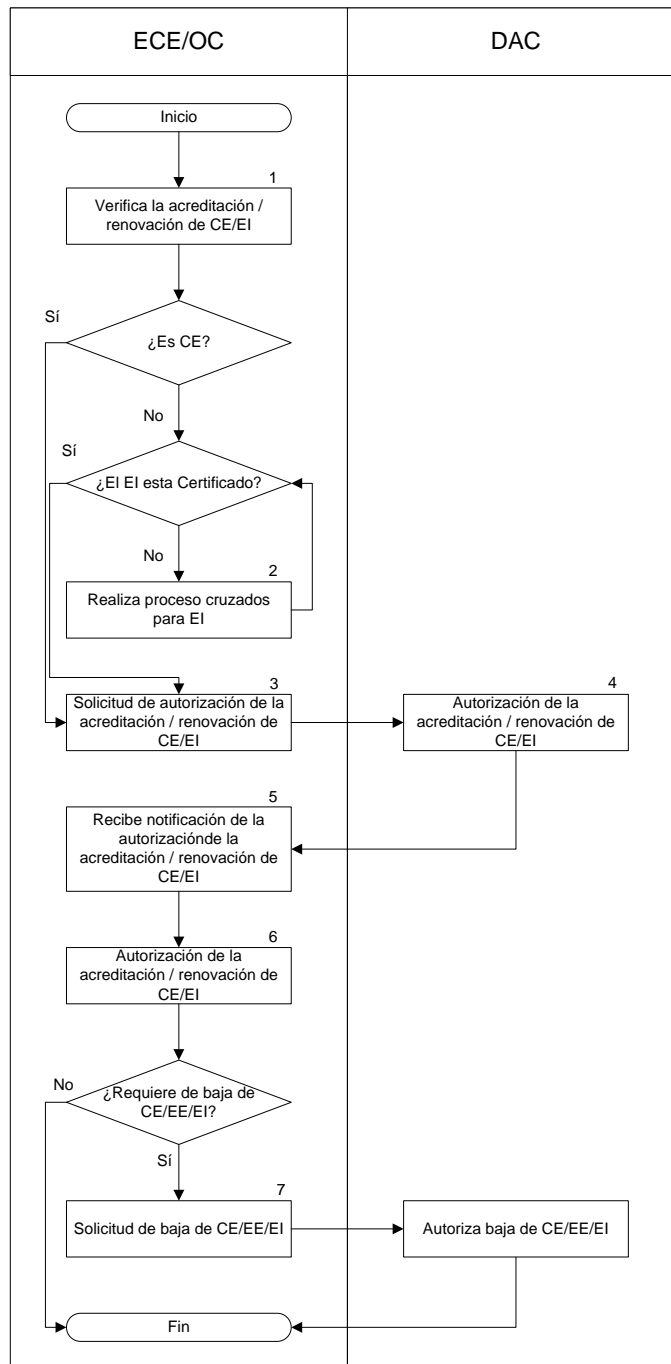 ECE/OC
DAC
Inicio
1
Verifica la acreditación /
renovación de CE/EI
Sí
¿Es CE?
No
Sí
¿El EI esta Certificado?
No
2
Realiza proceso cruzados
para EI
3
Solicitud de autorización de la
acreditación / renovación de
CE/EI
4
Autorización de la
acreditación / renovación de
CE/EI
5
Recibe notificación de la
autorizaciónde la
acreditación / renovación de
CE/EI
6
Autorización de la
acreditación / renovación de
CE/EI
No
¿Requiere de baja de
CE/EE/EI?
Sí
7
Solicitud de baja de CE/EE/EI
Autoriza baja de CE/EE/EI
Fin